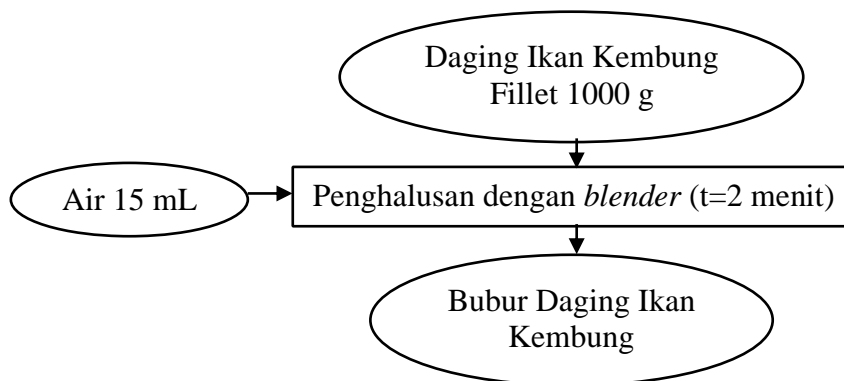 Daging Ikan Kembung
Fillet 1000 g
Air 15 mL
Penghalusan dengan blender (t=2 menit)
Bubur Daging Ikan
Kembung